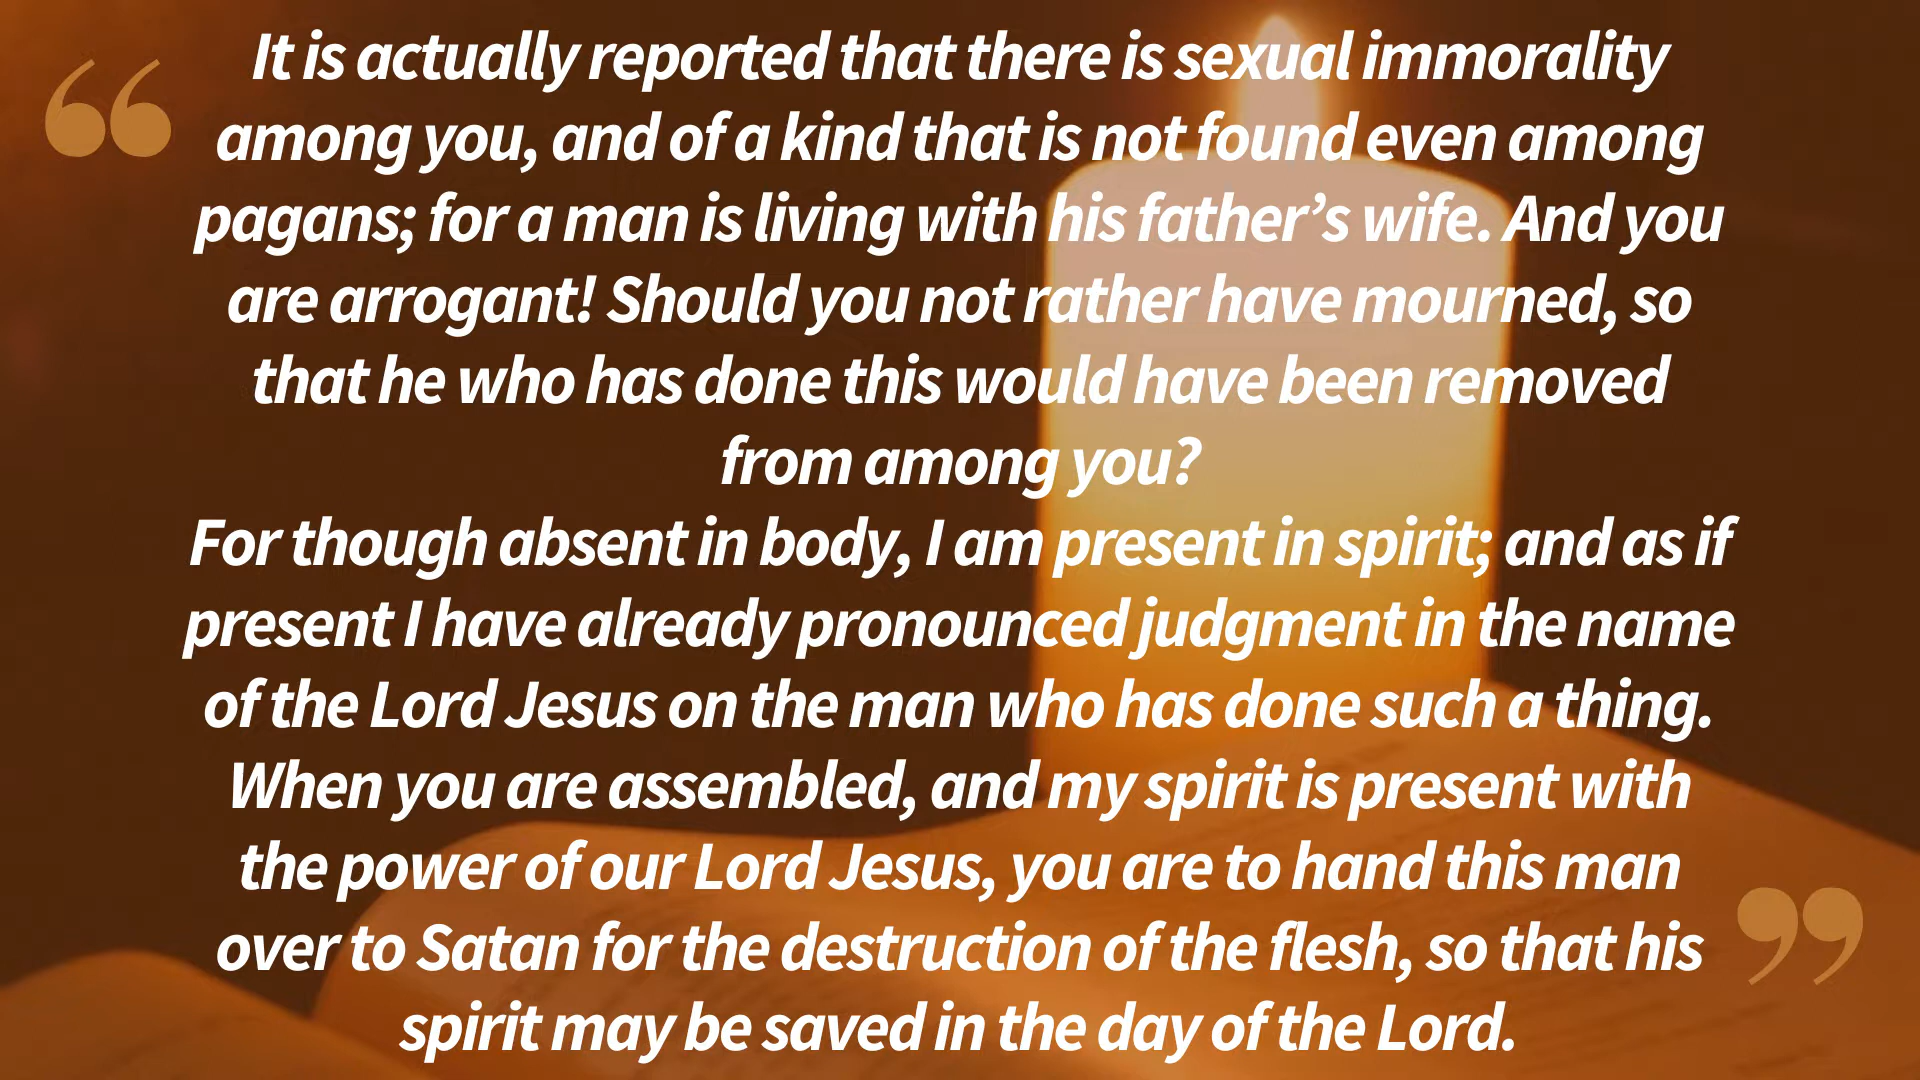 It is actually reported that there is sexual immorality
among you, and of a kind that is not found even among
pagans; for a man is living with his father’s wife. And you
are arrogant! Should you not rather have mourned, so
that he who has done this would have been removed
from among you?
For though absent in body, I am present in spirit; and as if
present I have already pronounced judgment in the name
of the Lord Jesus on the man who has done such a thing.
When you are assembled, and my spirit is present with
the power of our Lord Jesus, you are to hand this man
over to Satan for the destruction of the flesh, so that his
spirit may be saved in the day of the Lord.